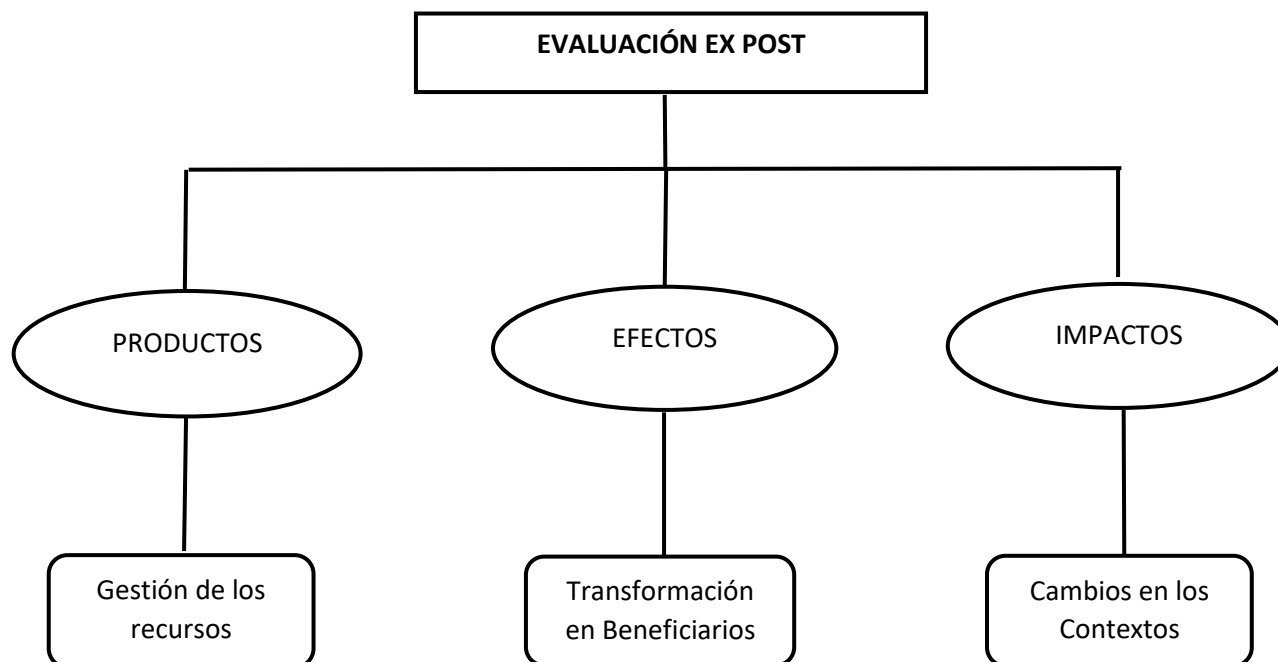 EVALUACIÓN EX POST
PRODUCTOS
EFECTOS
IMPACTOS
Gestión de los
recursos
Transformación
en Beneficiarios
Cambios en los
Contextos